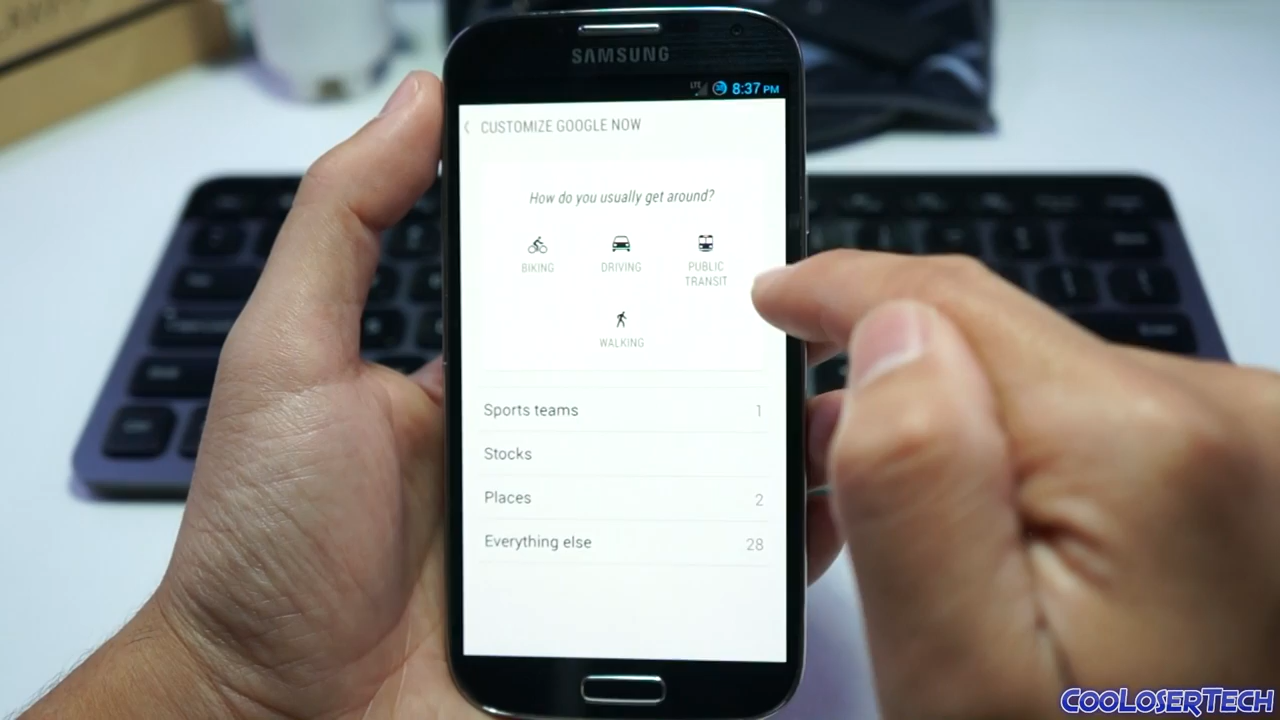 SAMSUNG
LTE 8:37 PM
CUSTOMIZE GOOGLE NOW
How do you usually get around?
BIKING DRIVING PUBLIC TRANSIT
WALKING
Sports teams 1
Stocks
Places 2
Everything else 28
COOLOSERTECH